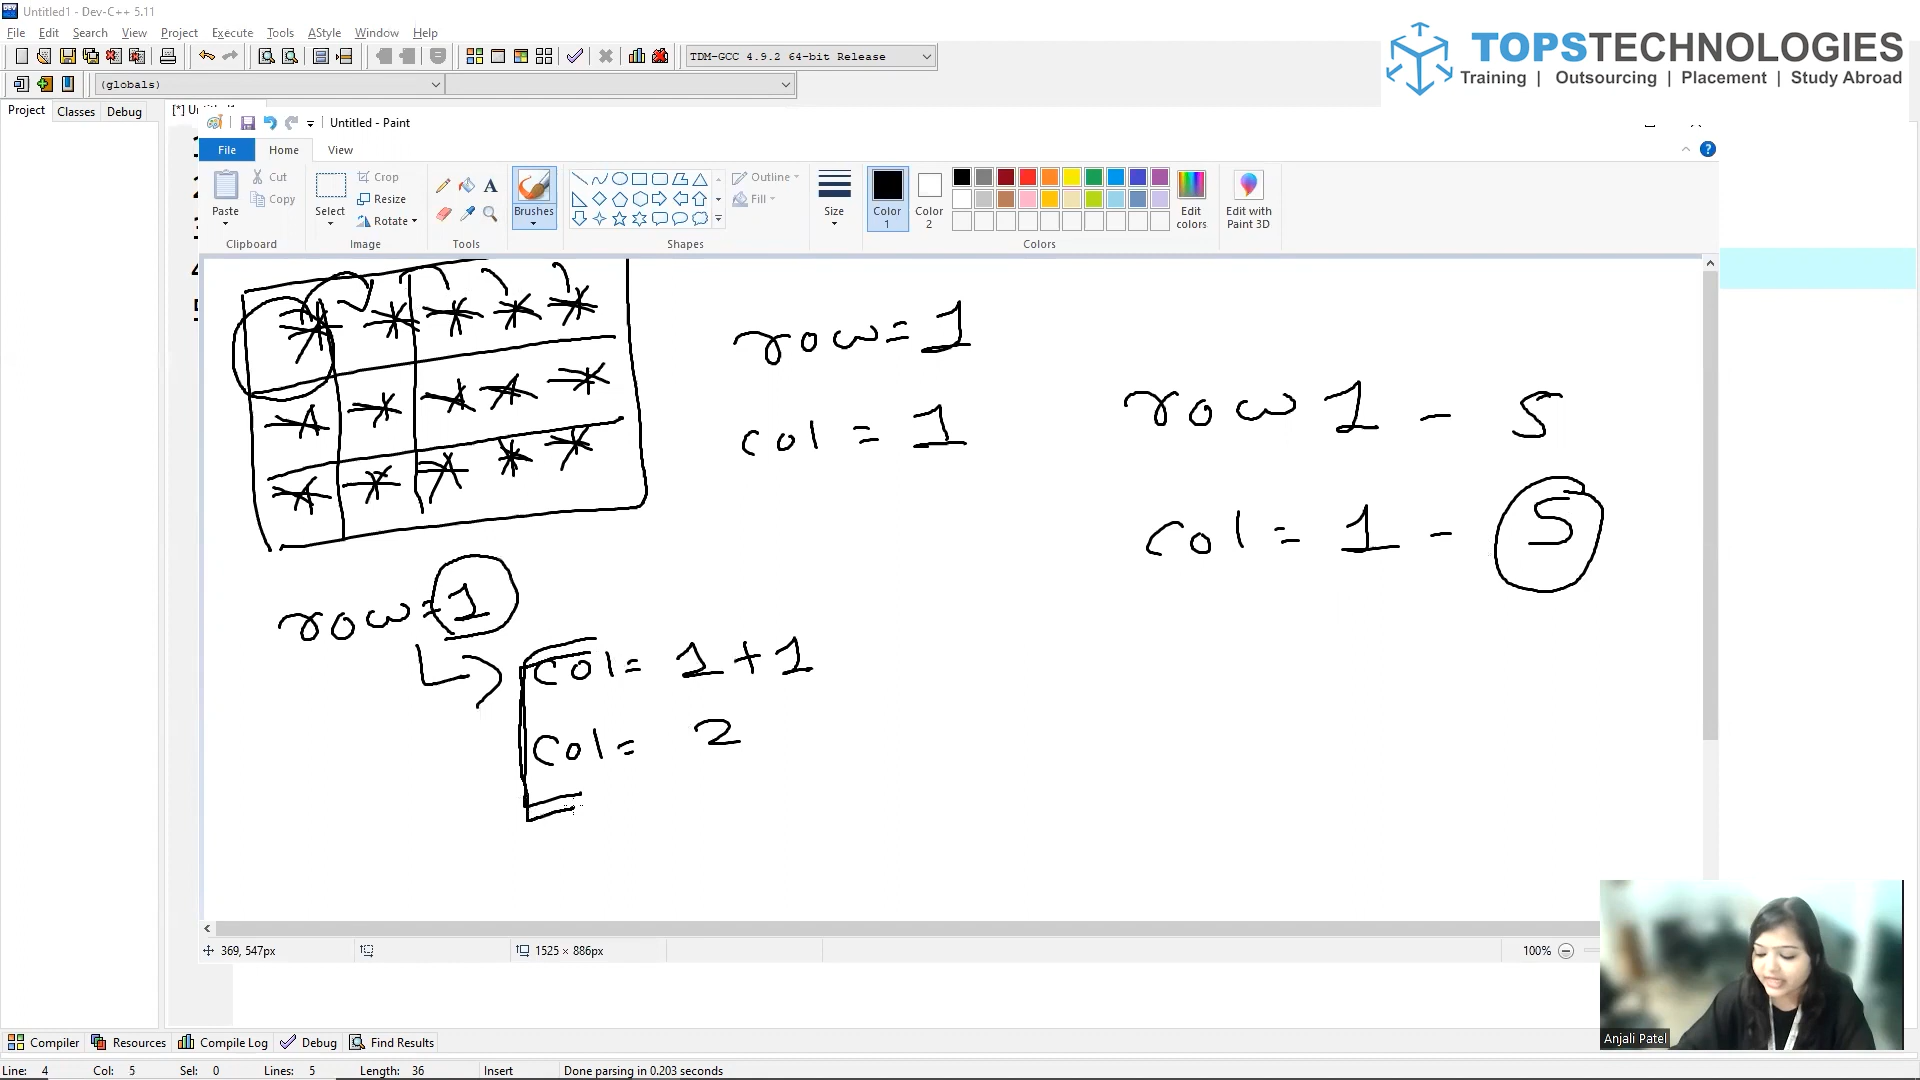 Untitled1 - Dev-C++ 5.11
File Edit Search View Project Execute Tools AStyle Window Help
TDM-GCC 4.9.2 64-bit Release
TOPSTECHNOLOGIES
Training | Outsourcing | Placement | Study Abroad
(globals)
Project Classes Debug
Untitled - Paint
File Home View
Paste Cut Copy
Clipboard
Select Crop Resize Rotate
Image
Tools
Brushes
Shapes
Outline Fill
Size
Color 1
Color 2
Edit colors
Colors
Edit with Paint 3D
* * * * *
* * * * *
* * * * *
row = 1
col = 1
row 1 - 5
col = 1 - 5
row = 1
col = 1 + 1
col = 2
369, 547px
1525 × 886px
100%
Anjali Patel
Compiler Resources Compile Log Debug Find Results
Line: 4 Col: 5 Sel: 0 Lines: 5 Length: 36 Insert Done parsing in 0.203 seconds